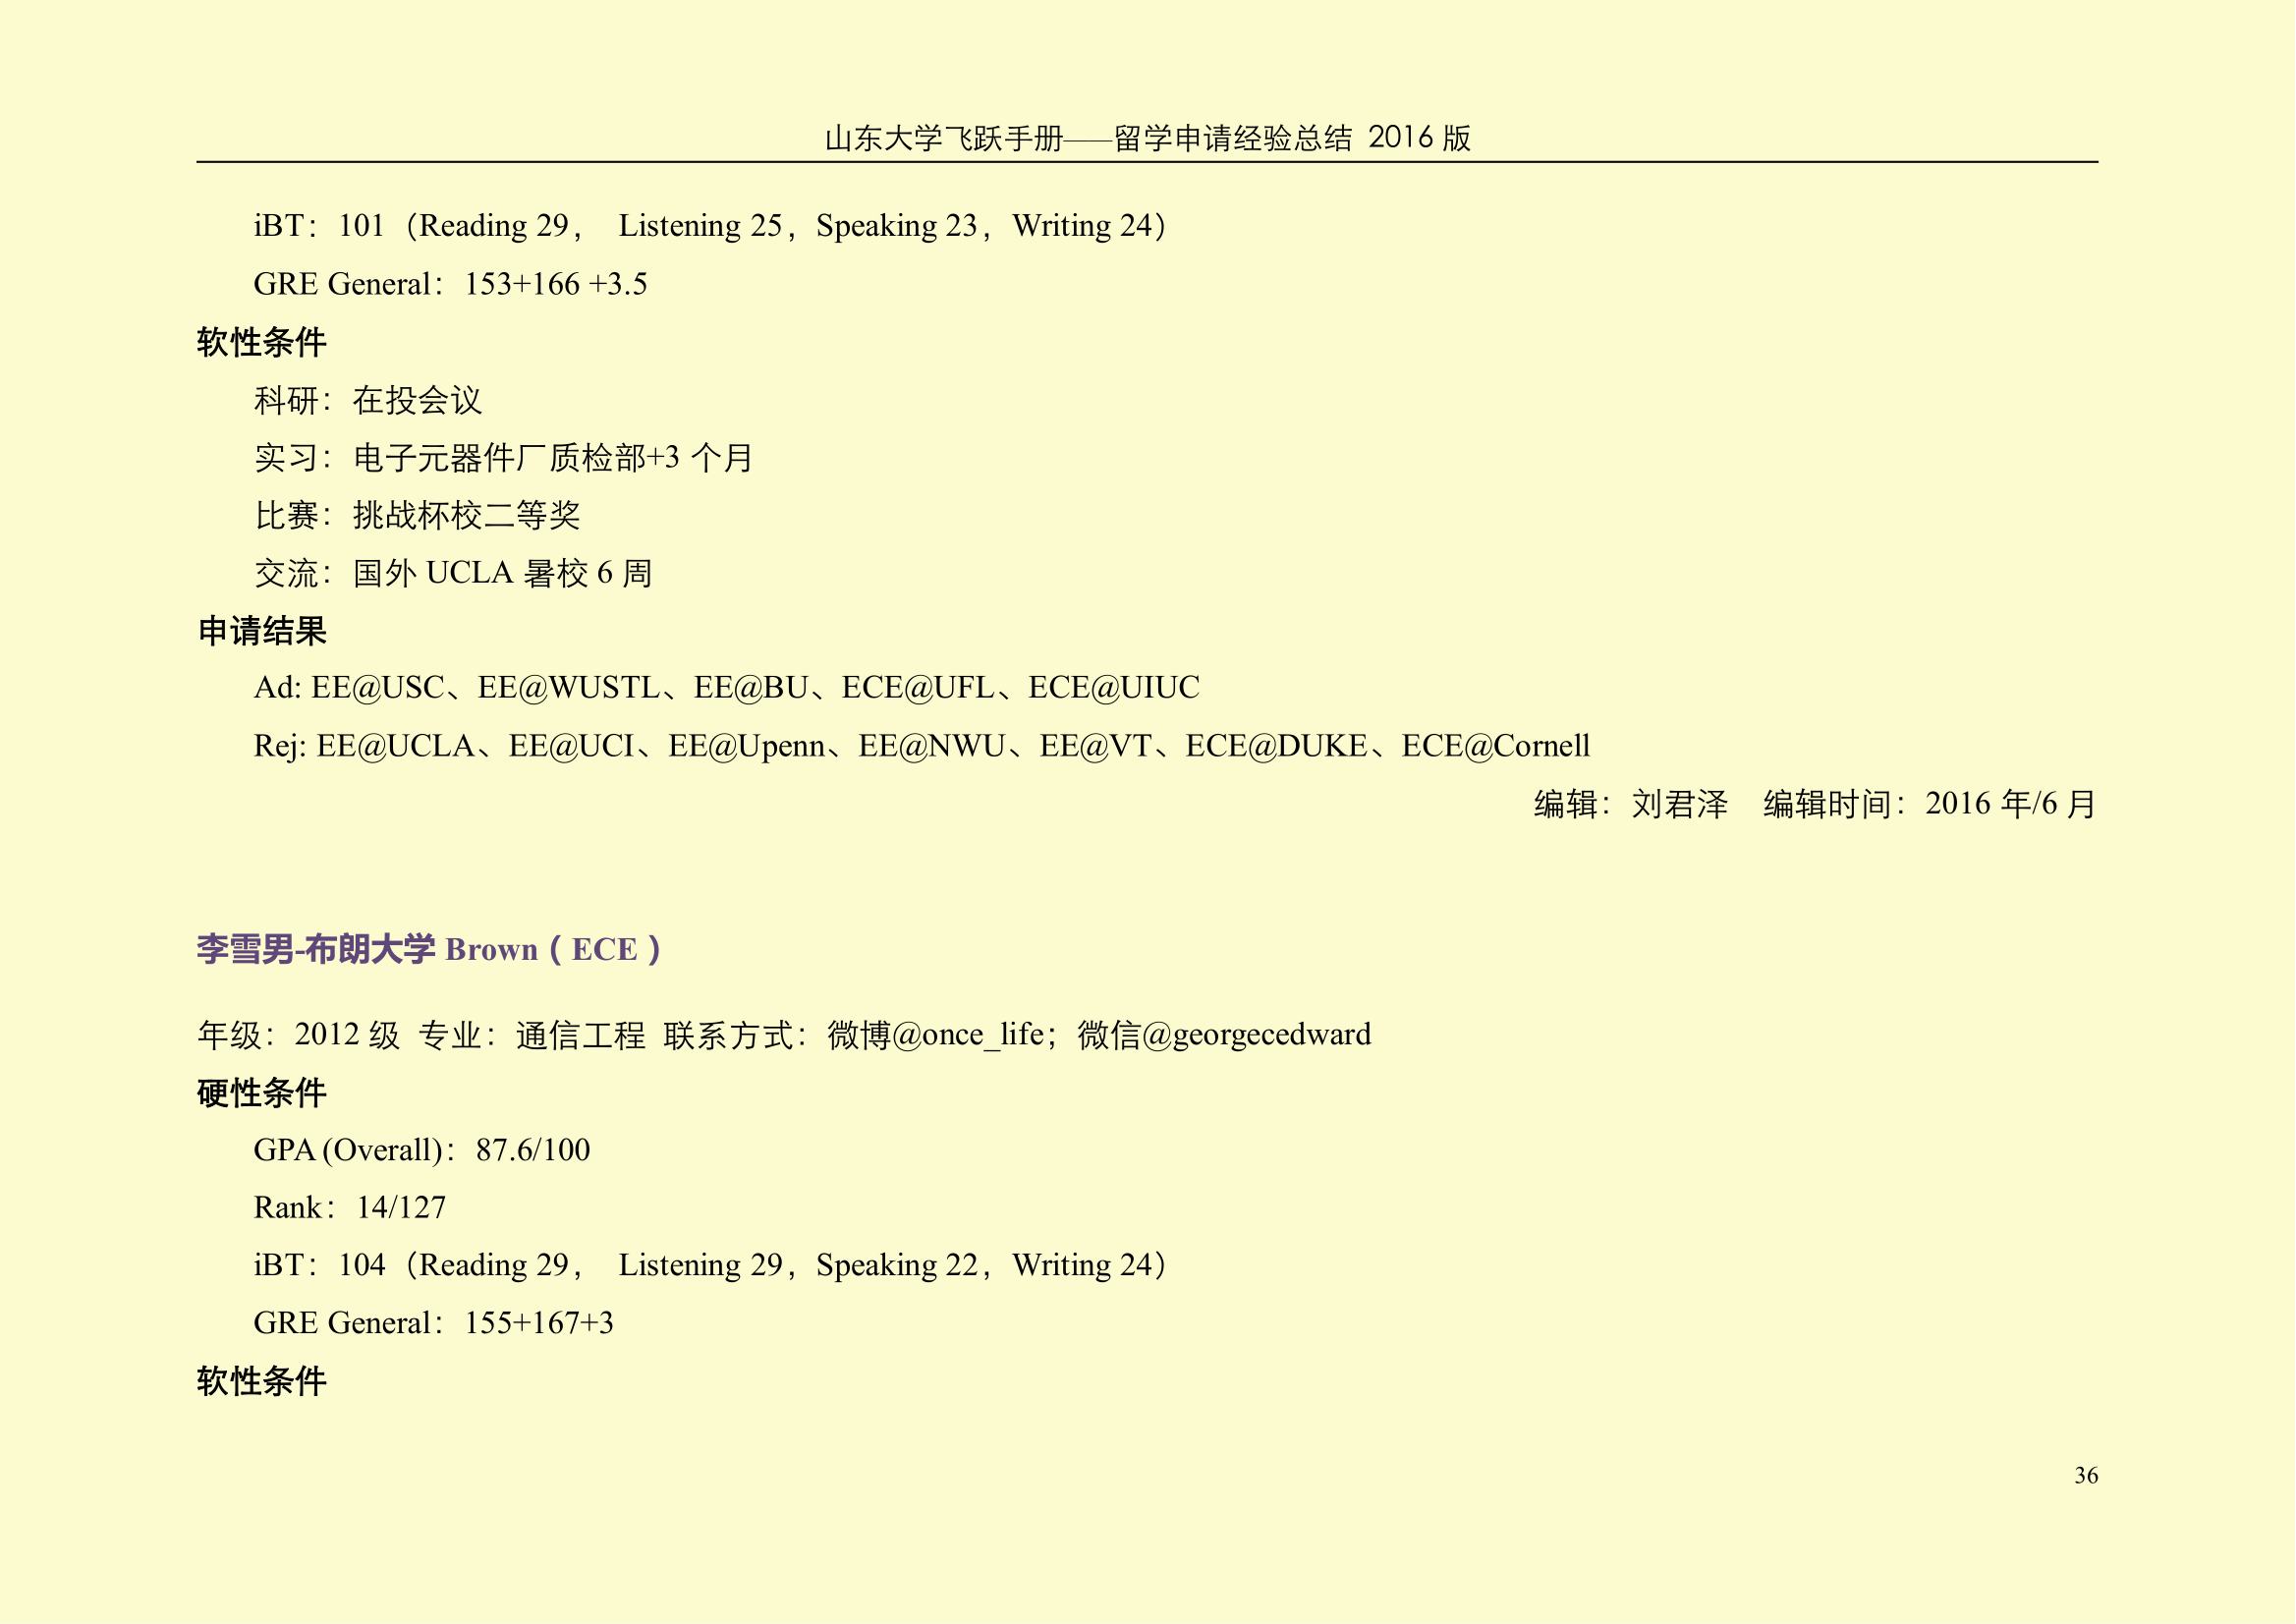 山东大学飞跃手册——留学申请经验总结 2016 版
iBT：101（Reading 29， Listening 25，Speaking 23，Writing 24）
GRE General：153+166 +3.5
软性条件
科研：在投会议
实习：电子元器件厂质检部+3 个月
比赛：挑战杯校二等奖
交流：国外 UCLA 暑校 6 周
申请结果
Ad: EE@USC、EE@WUSTL、EE@BU、ECE@UFL、ECE@UIUC
Rej: EE@UCLA、EE@UCI、EE@Upenn、EE@NWU、EE@VT、ECE@DUKE、ECE@Cornell
编辑：刘君泽 编辑时间：2016 年/6 月
李雪男-布朗大学 Brown（ECE）
年级：2012 级 专业：通信工程 联系方式：微博@once_life；微信@georgecedward
硬性条件
GPA (Overall)：87.6/100
Rank：14/127
iBT：104（Reading 29， Listening 29，Speaking 22，Writing 24）
GRE General：155+167+3
软性条件
36